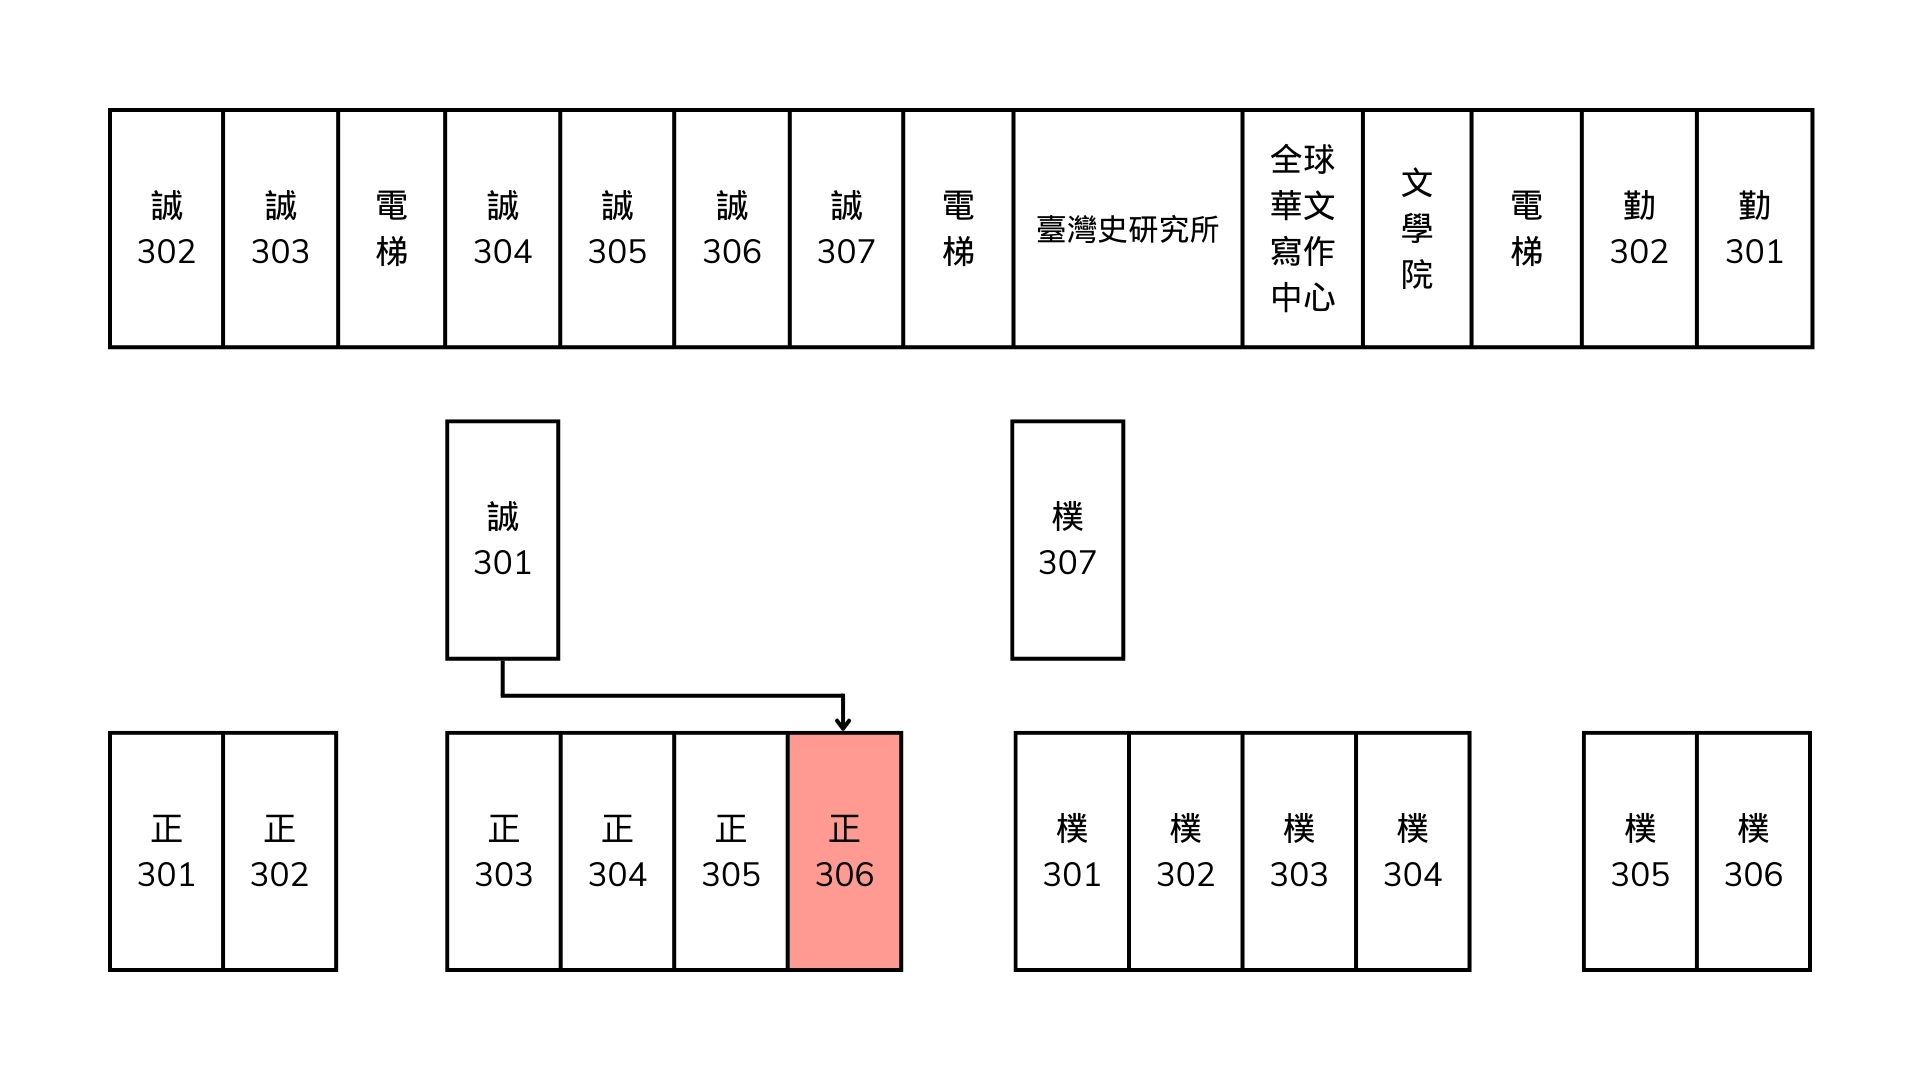 誠
302
誠
303
電
梯
誠
304
誠
305
誠
306
誠
307
電
梯
臺灣史研究所
全球
華文
寫作
中心
文
學
院
電
梯
勤
302
勤
301
誠
301
樸
307
正
301
正
302
正
303
正
304
正
305
正
306
樸
301
樸
302
樸
303
樸
304
樸
305
樸
306